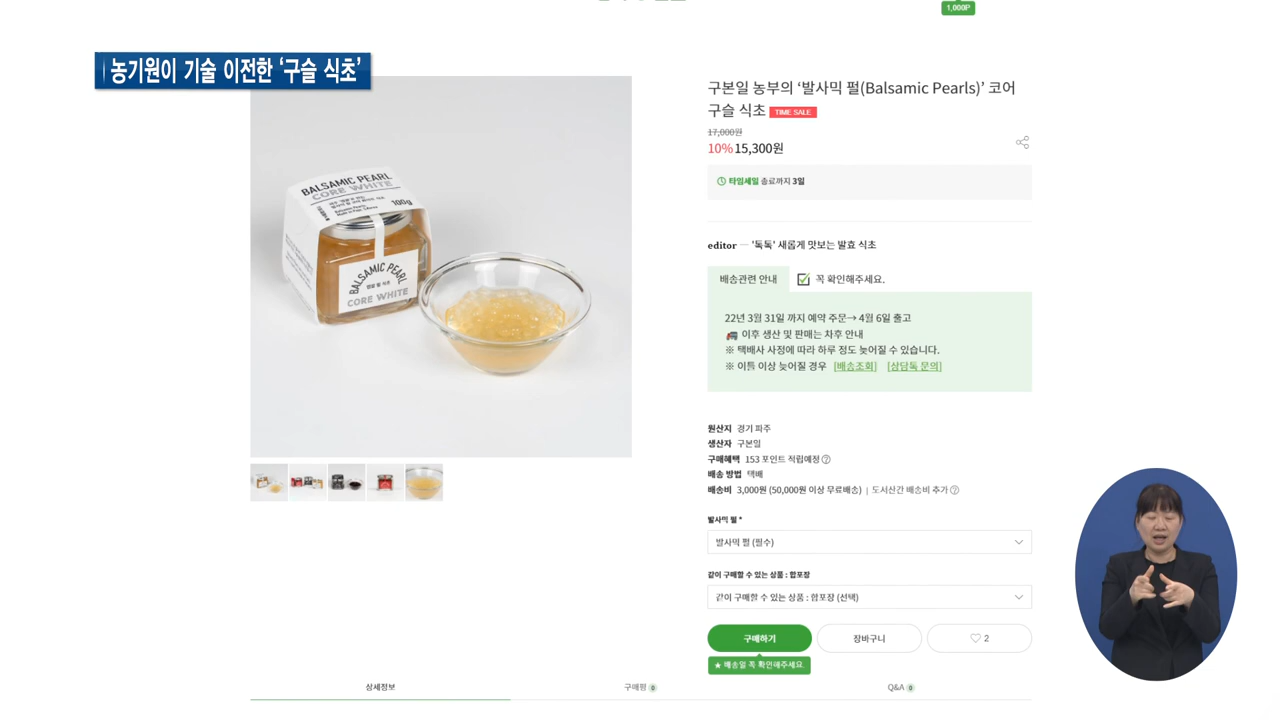 1,000P
농기원이 기술 이전한 ‘구슬 식초’
구본일 농부의 ‘발사믹 펄(Balsamic Pearls)’ 코어
구슬 식초 TIME SALE
17,000원
10% 15,300원
타임세일 종료까지 3일
BALSAMIC PEARL
CORE WHITE
100g
BALSAMIC PEARL
CORE WHITE
editor — '톡톡' 새롭게 맛보는 발효 식초
배송관련 안내 ☑ 꼭 확인해주세요.
22년 3월 31일 까지 예약 주문→ 4월 6일 출고
이후 생산 및 판매는 차후 안내
※ 택배사 사정에 따라 하루 정도 늦어질 수 있습니다.
※ 이틀 이상 늦어질 경우 [배송조회] [상담톡 문의]
원산지 경기 파주
생산자 구본일
구매혜택 153 포인트 적립예정 ?
배송 방법 택배
배송비 3,000원 (50,000원 이상 무료배송) | 도서산간 배송비 추가 ?
발사믹 펄 *
발사믹 펄 (필수)
같이 구매할 수 있는 상품 : 합포장
같이 구매할 수 있는 상품 : 합포장 (선택)
구매하기 장바구니 ♡ 2
★ 배송일 꼭 확인해주세요.
상세정보 구매평 0 Q&A 0